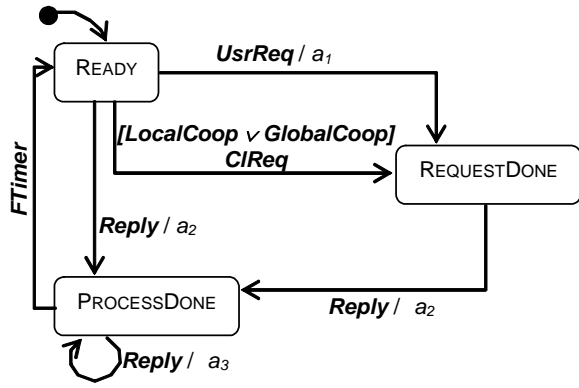 UsrReq / a1
READY
[LocalCoop ∨ GlobalCoop]
ClReq
REQUESTDONE
FTimer
Reply / a2
PROCESSDONE
Reply / a2
Reply / a3